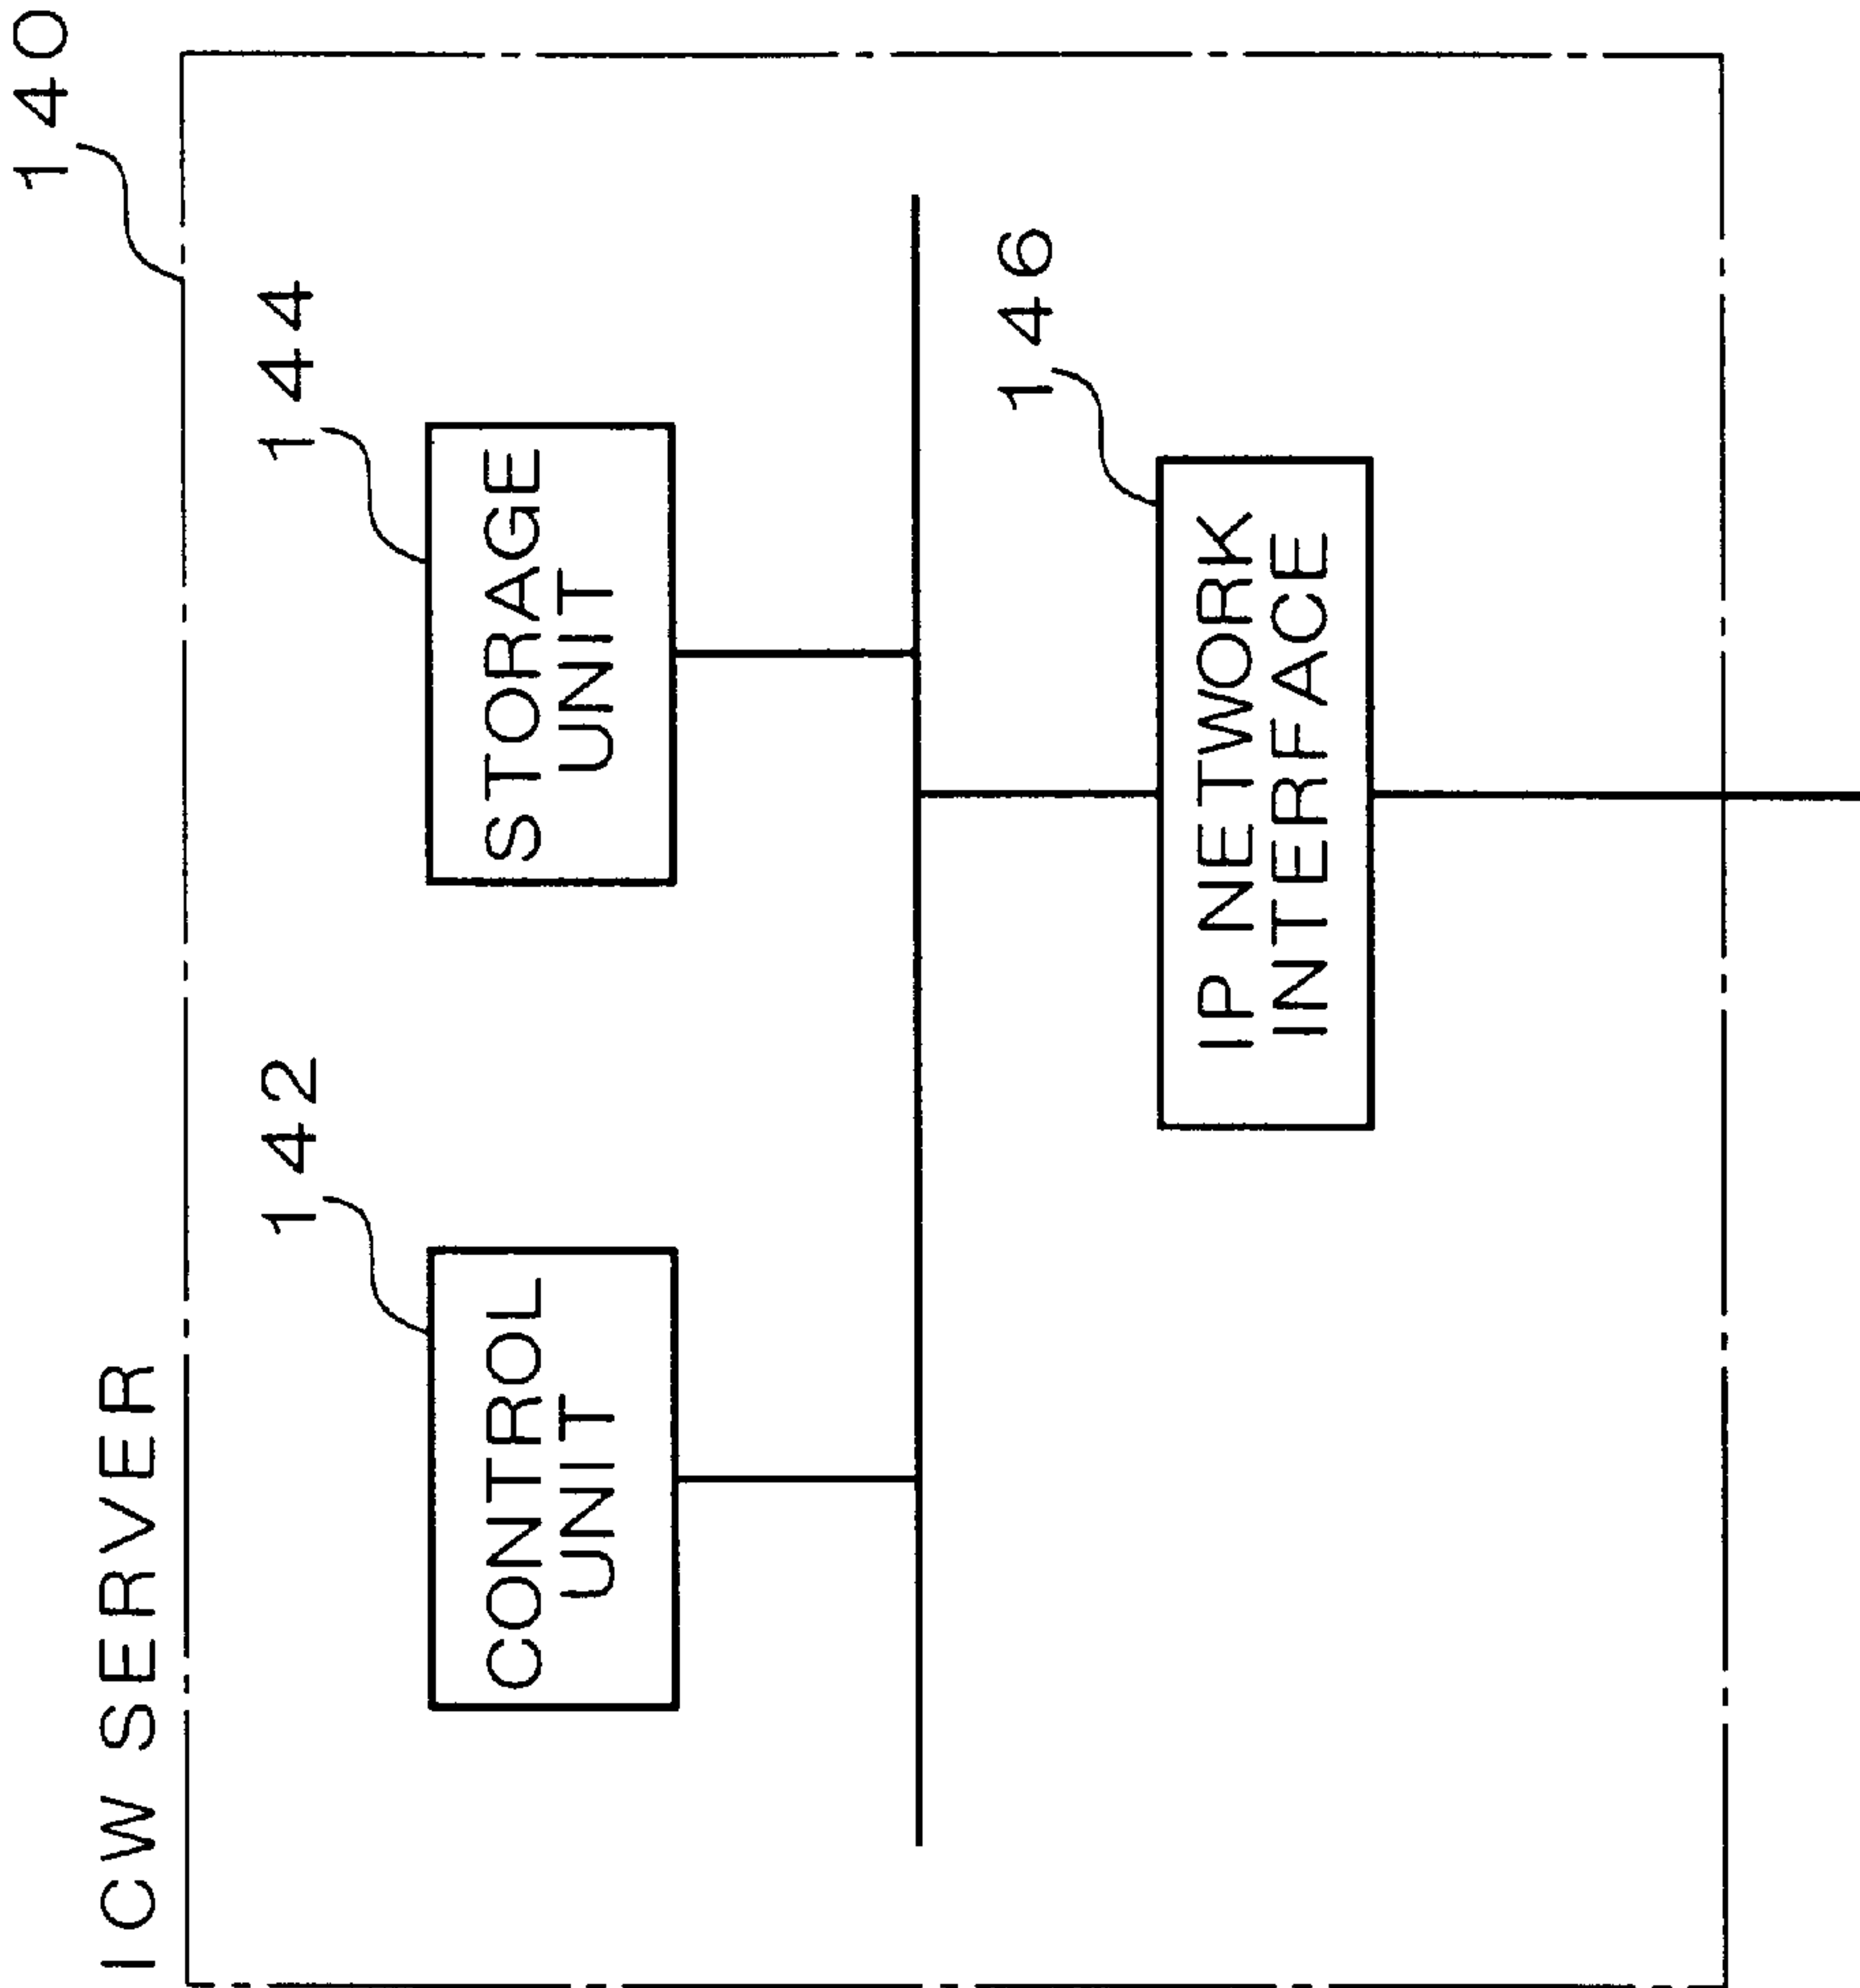 ICW SERVER
140
142
CONTROL
UNIT
144
STORAGE
UNIT
146
IP NETWORK
INTERFACE